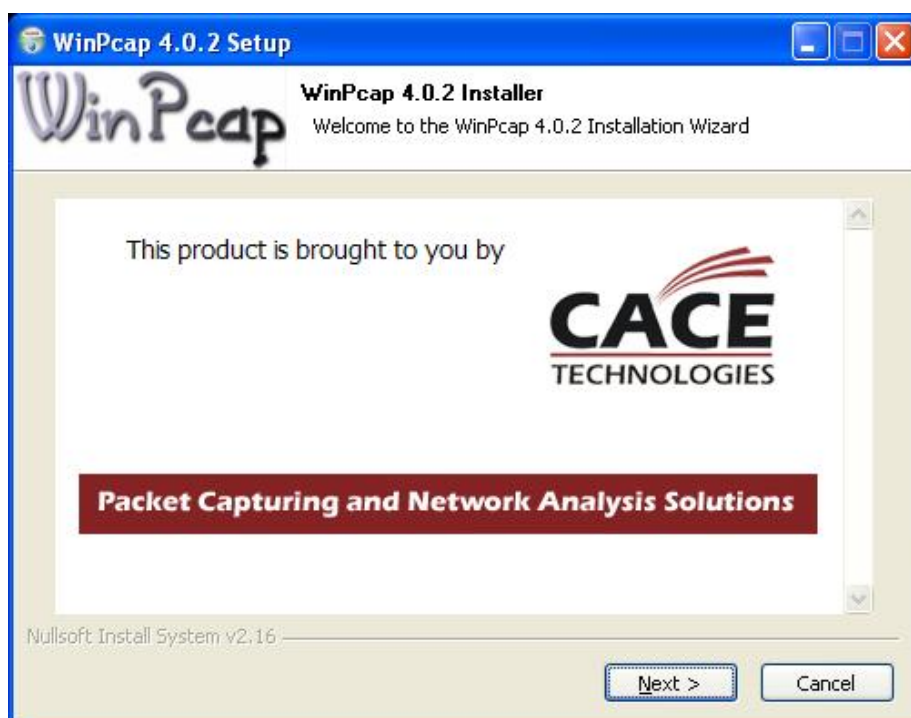 WinPcap 4.0.2 Setup
WinPcap
WinPcap 4.0.2 Installer
Welcome to the WinPcap 4.0.2 Installation Wizard
This product is brought to you by
CACE
TECHNOLOGIES
Packet Capturing and Network Analysis Solutions
Nullsoft Install System v2.16
Next >
Cancel